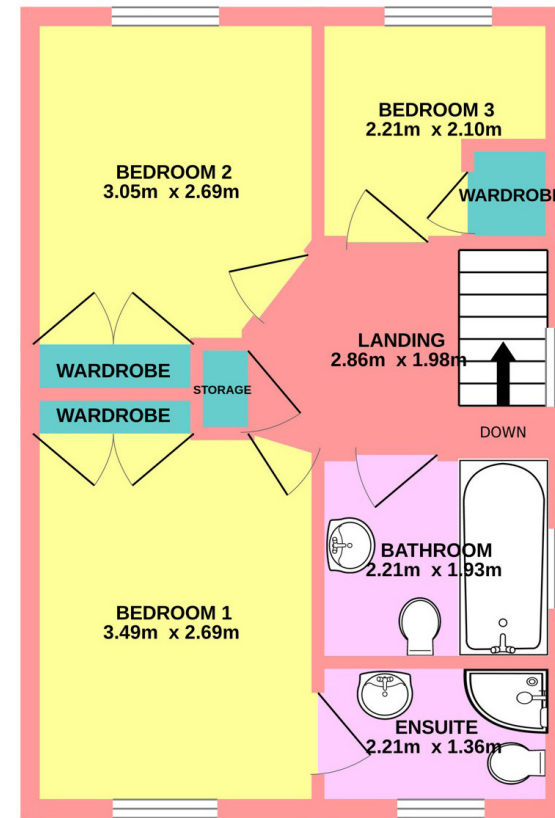 BEDROOM 3
2.21m x 2.10m
BEDROOM 2
3.05m x 2.69m
WARDROBE
LANDING
2.86m x 1.98m
WARDROBE
STORAGE
WARDROBE
DOWN
BATHROOM
2.21m x 1.93m
BEDROOM 1
3.49m x 2.69m
ENSUITE
2.21m x 1.36m